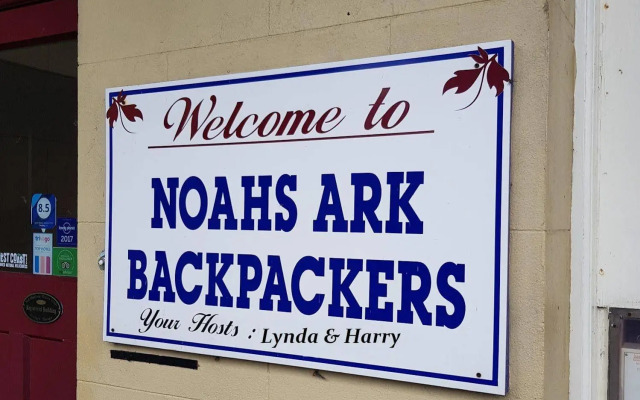 Welcome to
NOAHS ARK
BACKPACKERS
Your Hosts : Lynda & Harry
8.5
2017